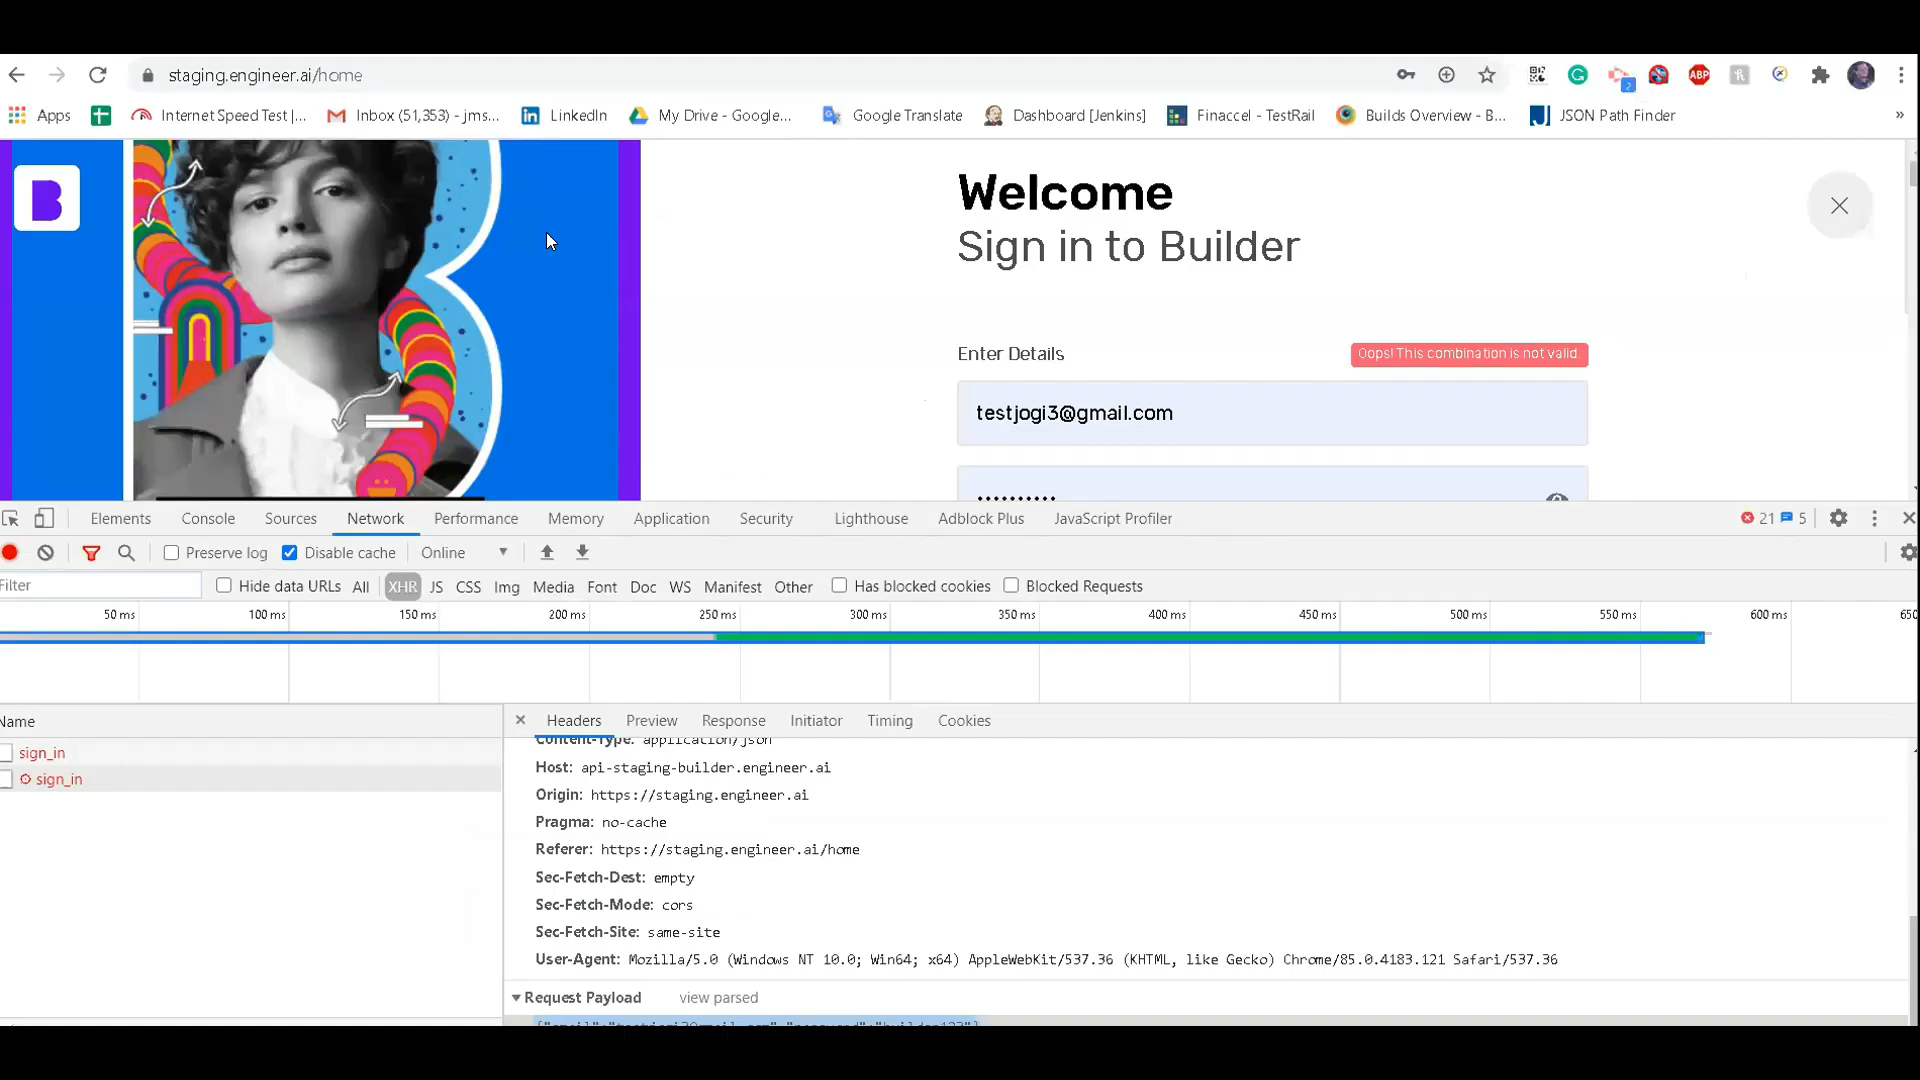 staging.engineer.ai/home
2
ABP
Apps Internet Speed Test |... Inbox (51,353) - jms... LinkedIn My Drive - Google... Google Translate Dashboard [Jenkins] Finaccel - TestRail Builds Overview - B... JSON Path Finder »
B
Welcome
Sign in to Builder
Enter Details
Oops! This combination is not valid.
testjogi3@gmail.com
Elements Console Sources Network Performance Memory Application Security Lighthouse Adblock Plus JavaScript Profiler 21 5
Preserve log Disable cache Online
Filter Hide data URLs All XHR JS CSS Img Media Font Doc WS Manifest Other Has blocked cookies Blocked Requests
50 ms 100 ms 150 ms 200 ms 250 ms 300 ms 350 ms 400 ms 450 ms 500 ms 550 ms 600 ms 650
Name
Headers Preview Response Initiator Timing Cookies
sign_in
sign_in
Content-Type: application/json
Host: api-staging-builder.engineer.ai
Origin: https://staging.engineer.ai
Pragma: no-cache
Referer: https://staging.engineer.ai/home
Sec-Fetch-Dest: empty
Sec-Fetch-Mode: cors
Sec-Fetch-Site: same-site
User-Agent: Mozilla/5.0 (Windows NT 10.0; Win64; x64) AppleWebKit/537.36 (KHTML, like Gecko) Chrome/85.0.4183.121 Safari/537.36
Request Payload view parsed